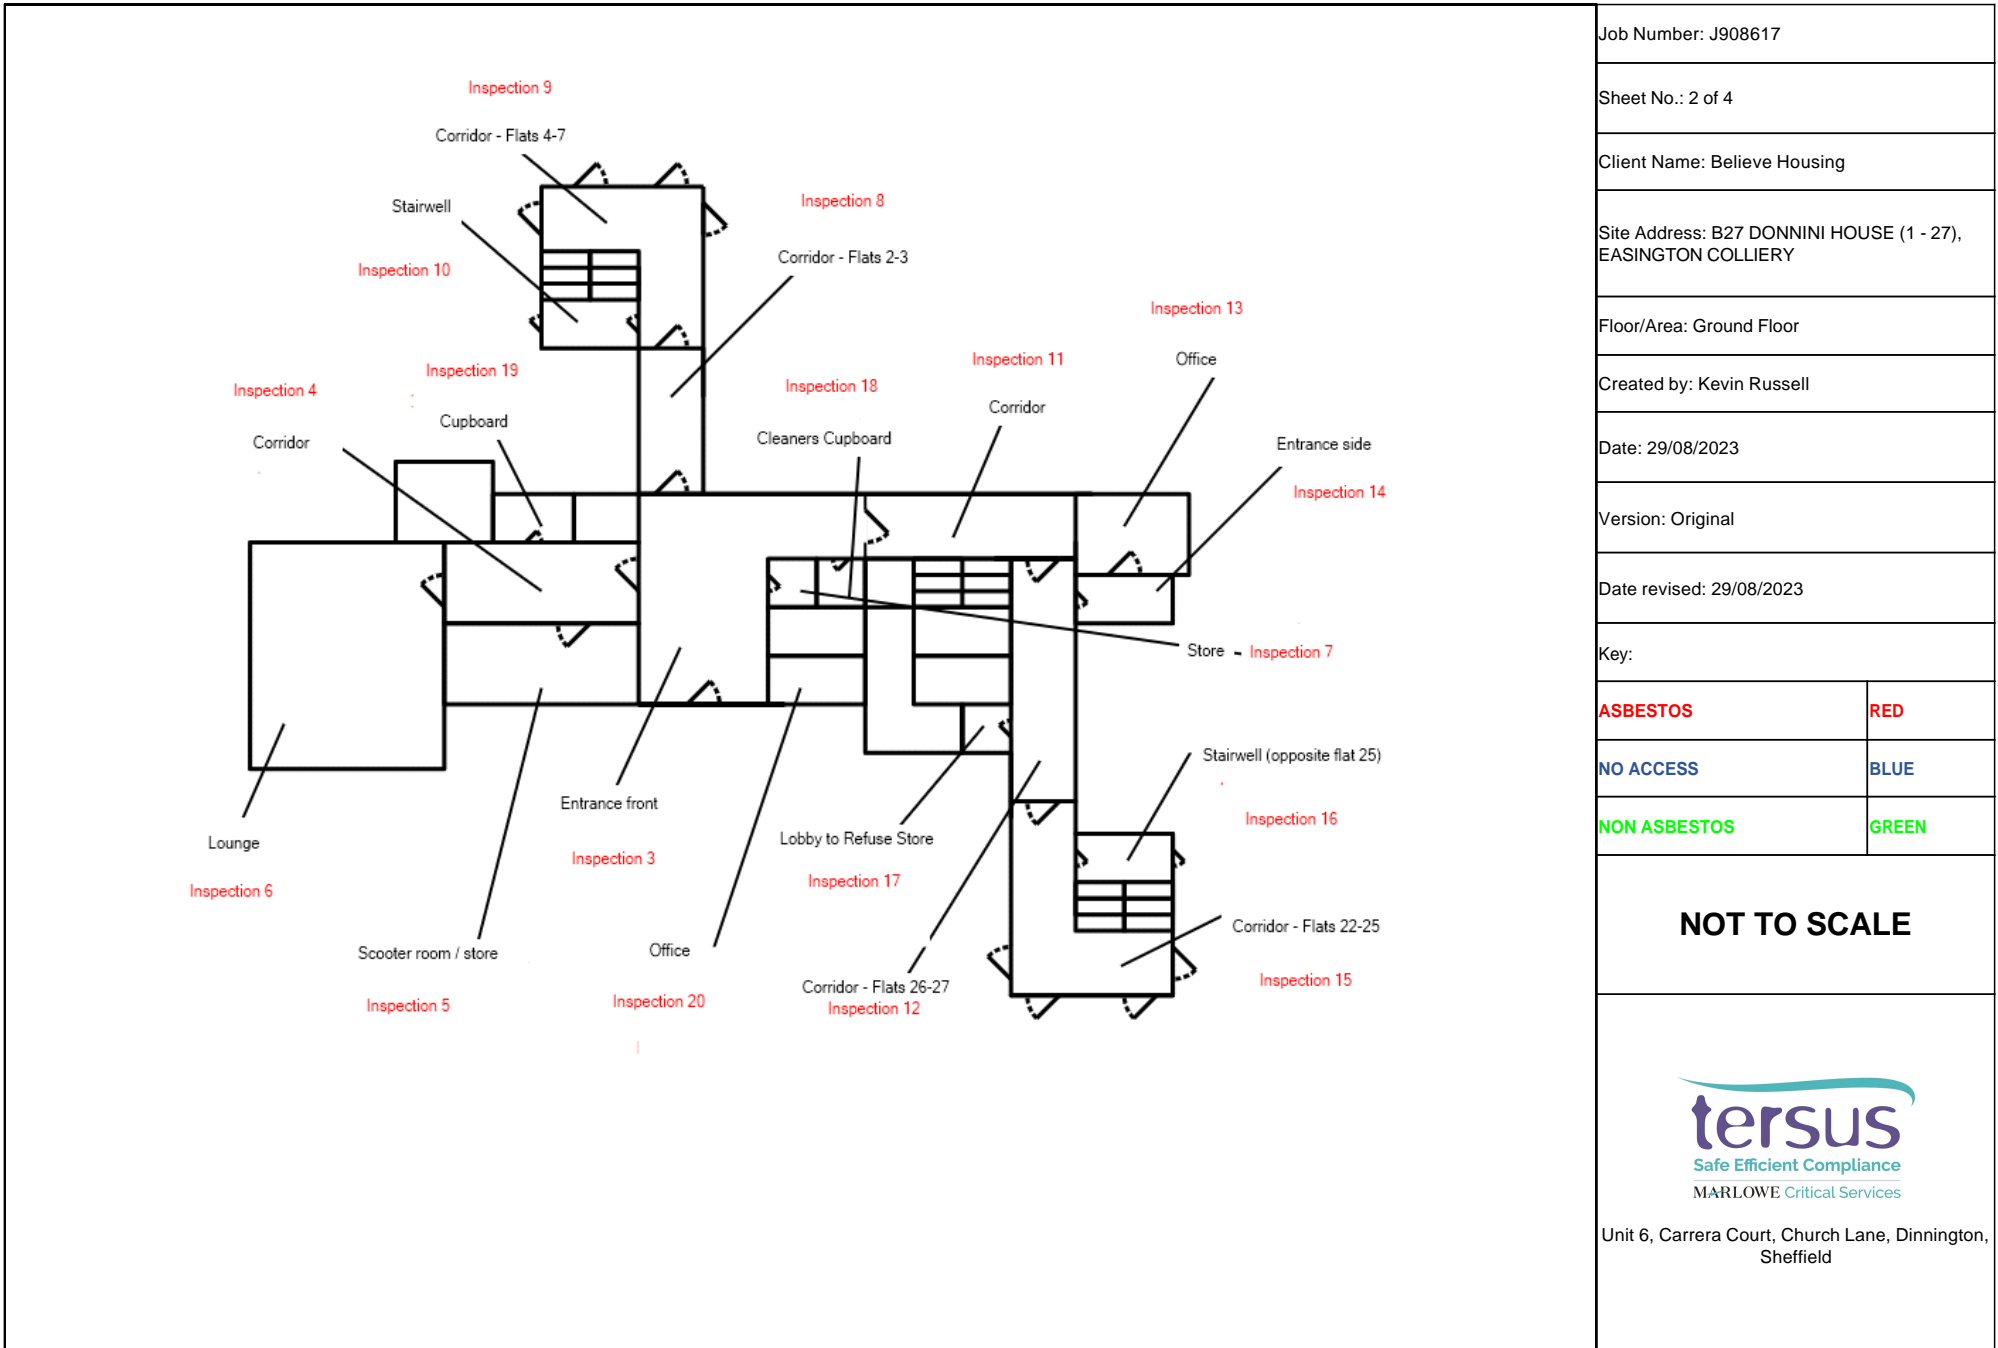 Inspection 9
Corridor - Flats 4-7
Stairwell
Inspection 10
Inspection 8
Corridor - Flats 2-3
Inspection 13
Office
Inspection 11
Corridor
Inspection 19
Cupboard
Inspection 4
Corridor
Inspection 18
Cleaners Cupboard
Entrance side
Inspection 14
Store - Inspection 7
Stairwell (opposite flat 25)
Inspection 16
Entrance front
Inspection 3
Lounge
Inspection 6
Lobby to Refuse Store
Inspection 17
Corridor - Flats 22-25
Inspection 15
Scooter room / store
Inspection 5
Office
Inspection 20
Corridor - Flats 26-27
Inspection 12
Job Number: J908617
Sheet No.: 2 of 4
Client Name: Believe Housing
Site Address: B27 DONNINI HOUSE (1 - 27),
EASINGTON COLLIERY
Floor/Area: Ground Floor
Created by: Kevin Russell
Date: 29/08/2023
Version: Original
Date revised: 29/08/2023
Key:
ASBESTOS RED
NO ACCESS BLUE
NON ASBESTOS GREEN
NOT TO SCALE
tersus
Safe Efficient Compliance
MARLOWE Critical Services
Unit 6, Carrera Court, Church Lane, Dinnington,
Sheffield